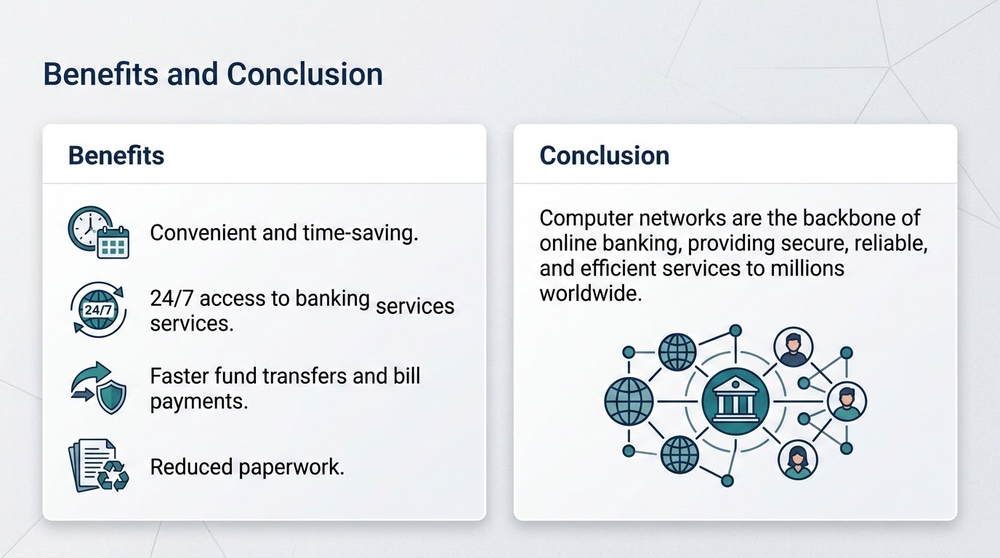 Benefits and Conclusion
Benefits
Convenient and time-saving.
24/7
24/7 access to banking services
services.
Faster fund transfers and bill
payments.
Reduced paperwork.
Conclusion
Computer networks are the backbone of
online banking, providing secure, reliable,
and efficient services to millions
worldwide.